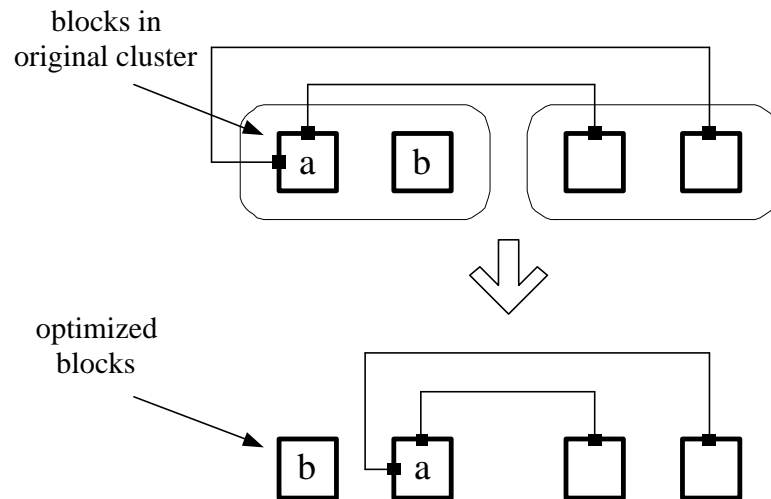 blocks in
original cluster
a
b
optimized
blocks
b
a